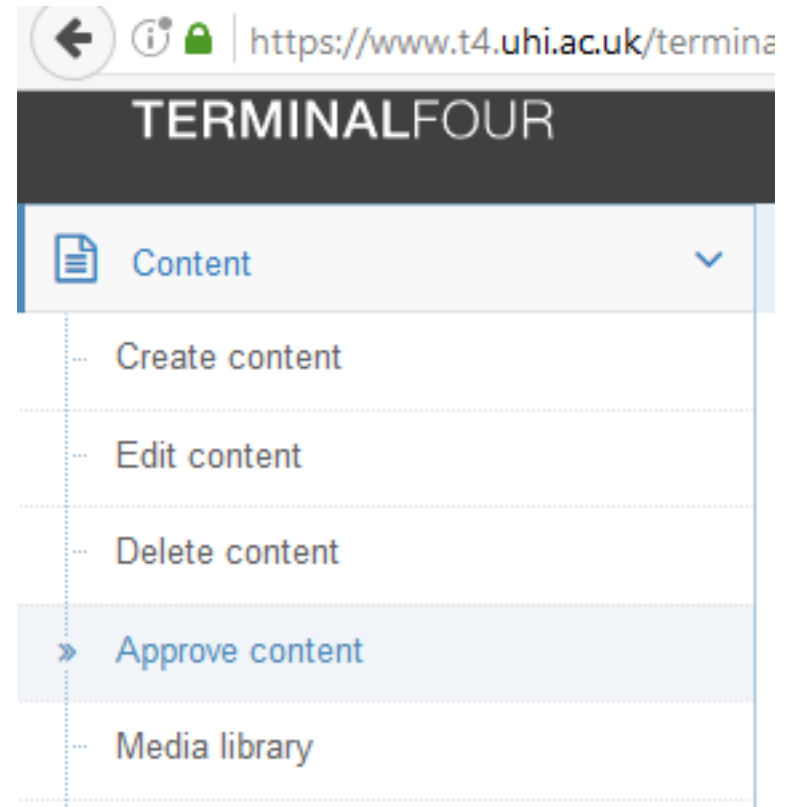 https://www.t4.uhi.ac.uk/termina
TERMINALFOUR
Content
Create content
Edit content
Delete content
Approve content
Media library